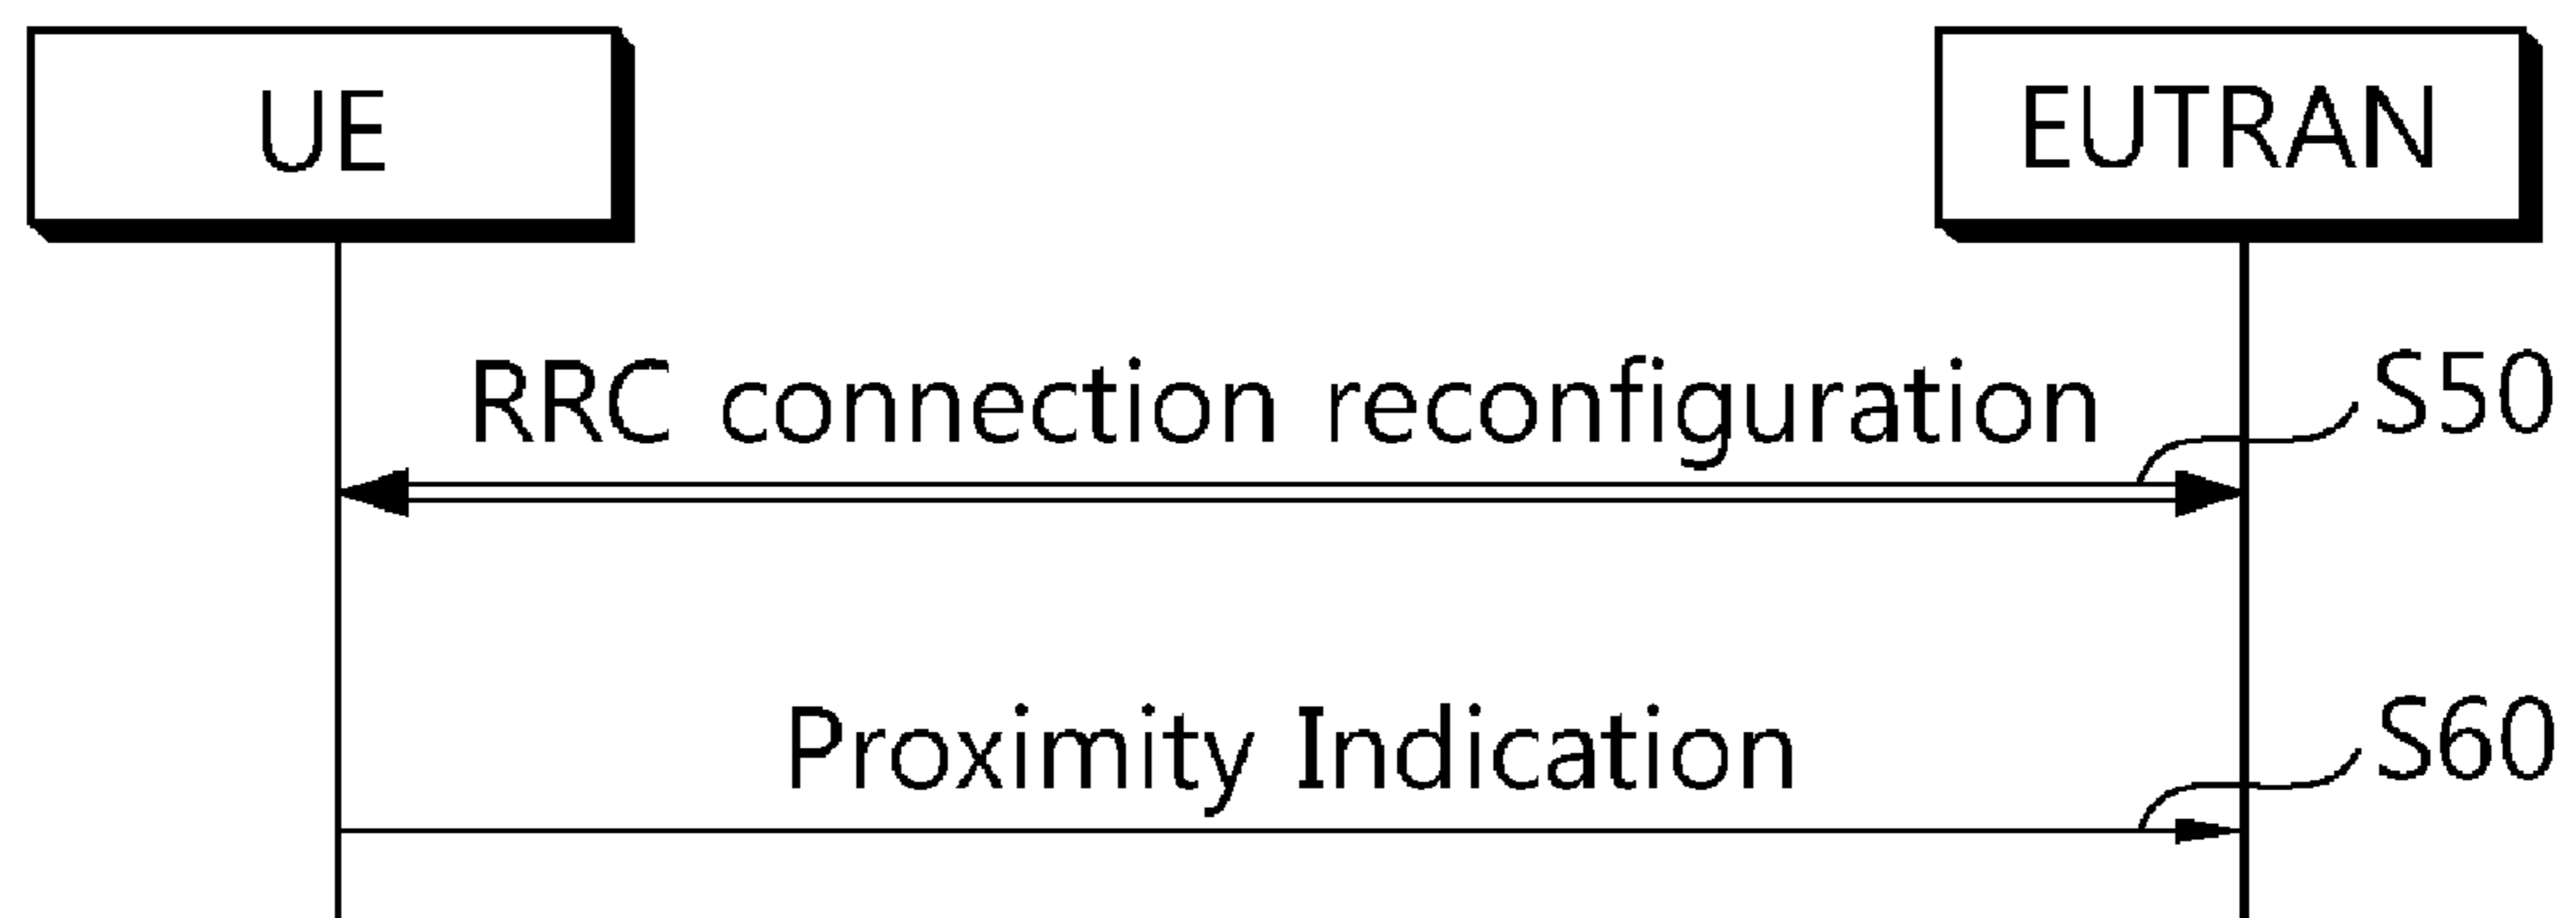 UE
EUTRAN
RRC connection reconfiguration
S50
Proximity Indication
S60